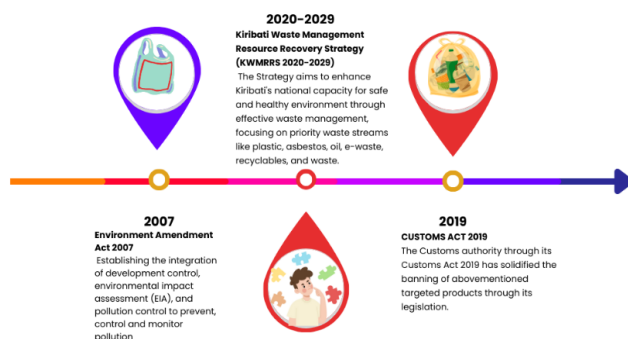 2020-2029
Kiribati Waste Management
Resource Recovery Strategy
(KWMRRS 2020-2029)
The Strategy aims to enhance
Kiribati's national capacity for safe
and healthy environment through
effective waste management,
focusing on priority waste streams
like plastic, asbestos, oil, e-waste,
recyclables, and waste.
2007
Environment Amendment
Act 2007
Establishing the integration
of development control,
environmental impact
assessment (EIA), and
pollution control to prevent,
control and monitor
pollution
2019
CUSTOMS ACT 2019
The Customs authority through its
Customs Act 2019 has solidified the
banning of abovementioned
targeted products through its
legislation.